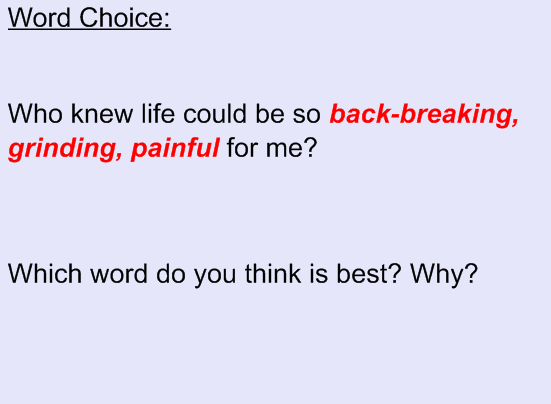 Word Choice:
Who knew life could be so back-breaking,
grinding, painful for me?
Which word do you think is best? Why?